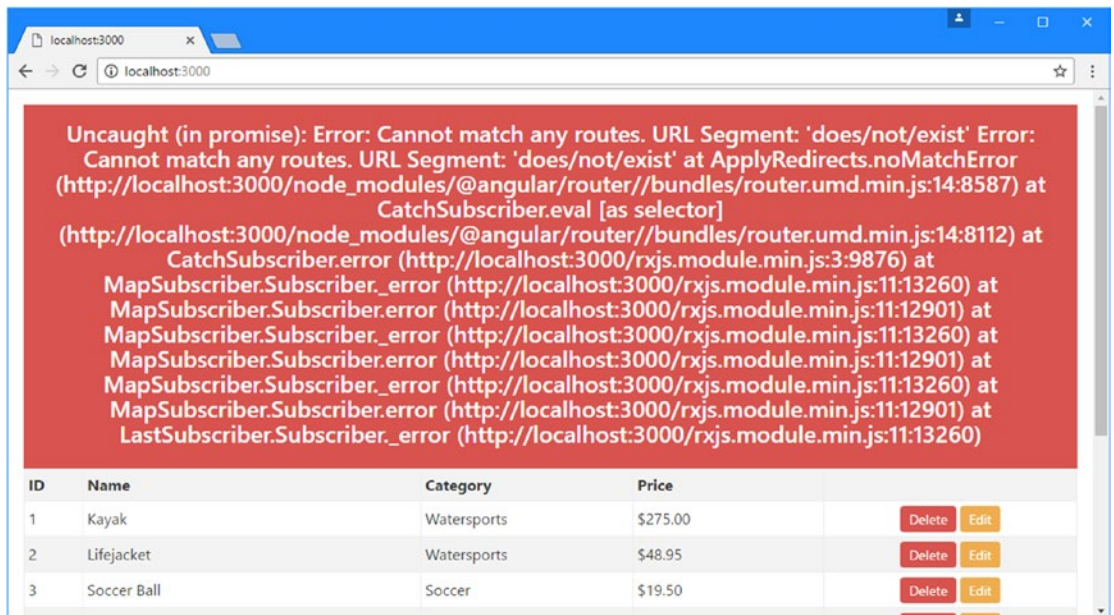 localhost:3000
localhost:3000
Uncaught (in promise): Error: Cannot match any routes. URL Segment: 'does/not/exist' Error:
Cannot match any routes. URL Segment: 'does/not/exist' at ApplyRedirects.noMatchError
(http://localhost:3000/node_modules/@angular/router//bundles/router.umd.min.js:14:8587) at
CatchSubscriber.eval [as selector]
(http://localhost:3000/node_modules/@angular/router//bundles/router.umd.min.js:14:8112) at
CatchSubscriber.error (http://localhost:3000/rxjs.module.min.js:3:9876) at
MapSubscriber.Subscriber._error (http://localhost:3000/rxjs.module.min.js:11:13260) at
MapSubscriber.Subscriber.error (http://localhost:3000/rxjs.module.min.js:11:12901) at
MapSubscriber.Subscriber._error (http://localhost:3000/rxjs.module.min.js:11:13260) at
MapSubscriber.Subscriber.error (http://localhost:3000/rxjs.module.min.js:11:12901) at
MapSubscriber.Subscriber._error (http://localhost:3000/rxjs.module.min.js:11:13260) at
MapSubscriber.Subscriber.error (http://localhost:3000/rxjs.module.min.js:11:12901) at
LastSubscriber.Subscriber._error (http://localhost:3000/rxjs.module.min.js:11:13260)
ID Name Category Price
1 Kayak Watersports $275.00 Delete Edit
2 Lifejacket Watersports $48.95 Delete Edit
3 Soccer Ball Soccer $19.50 Delete Edit